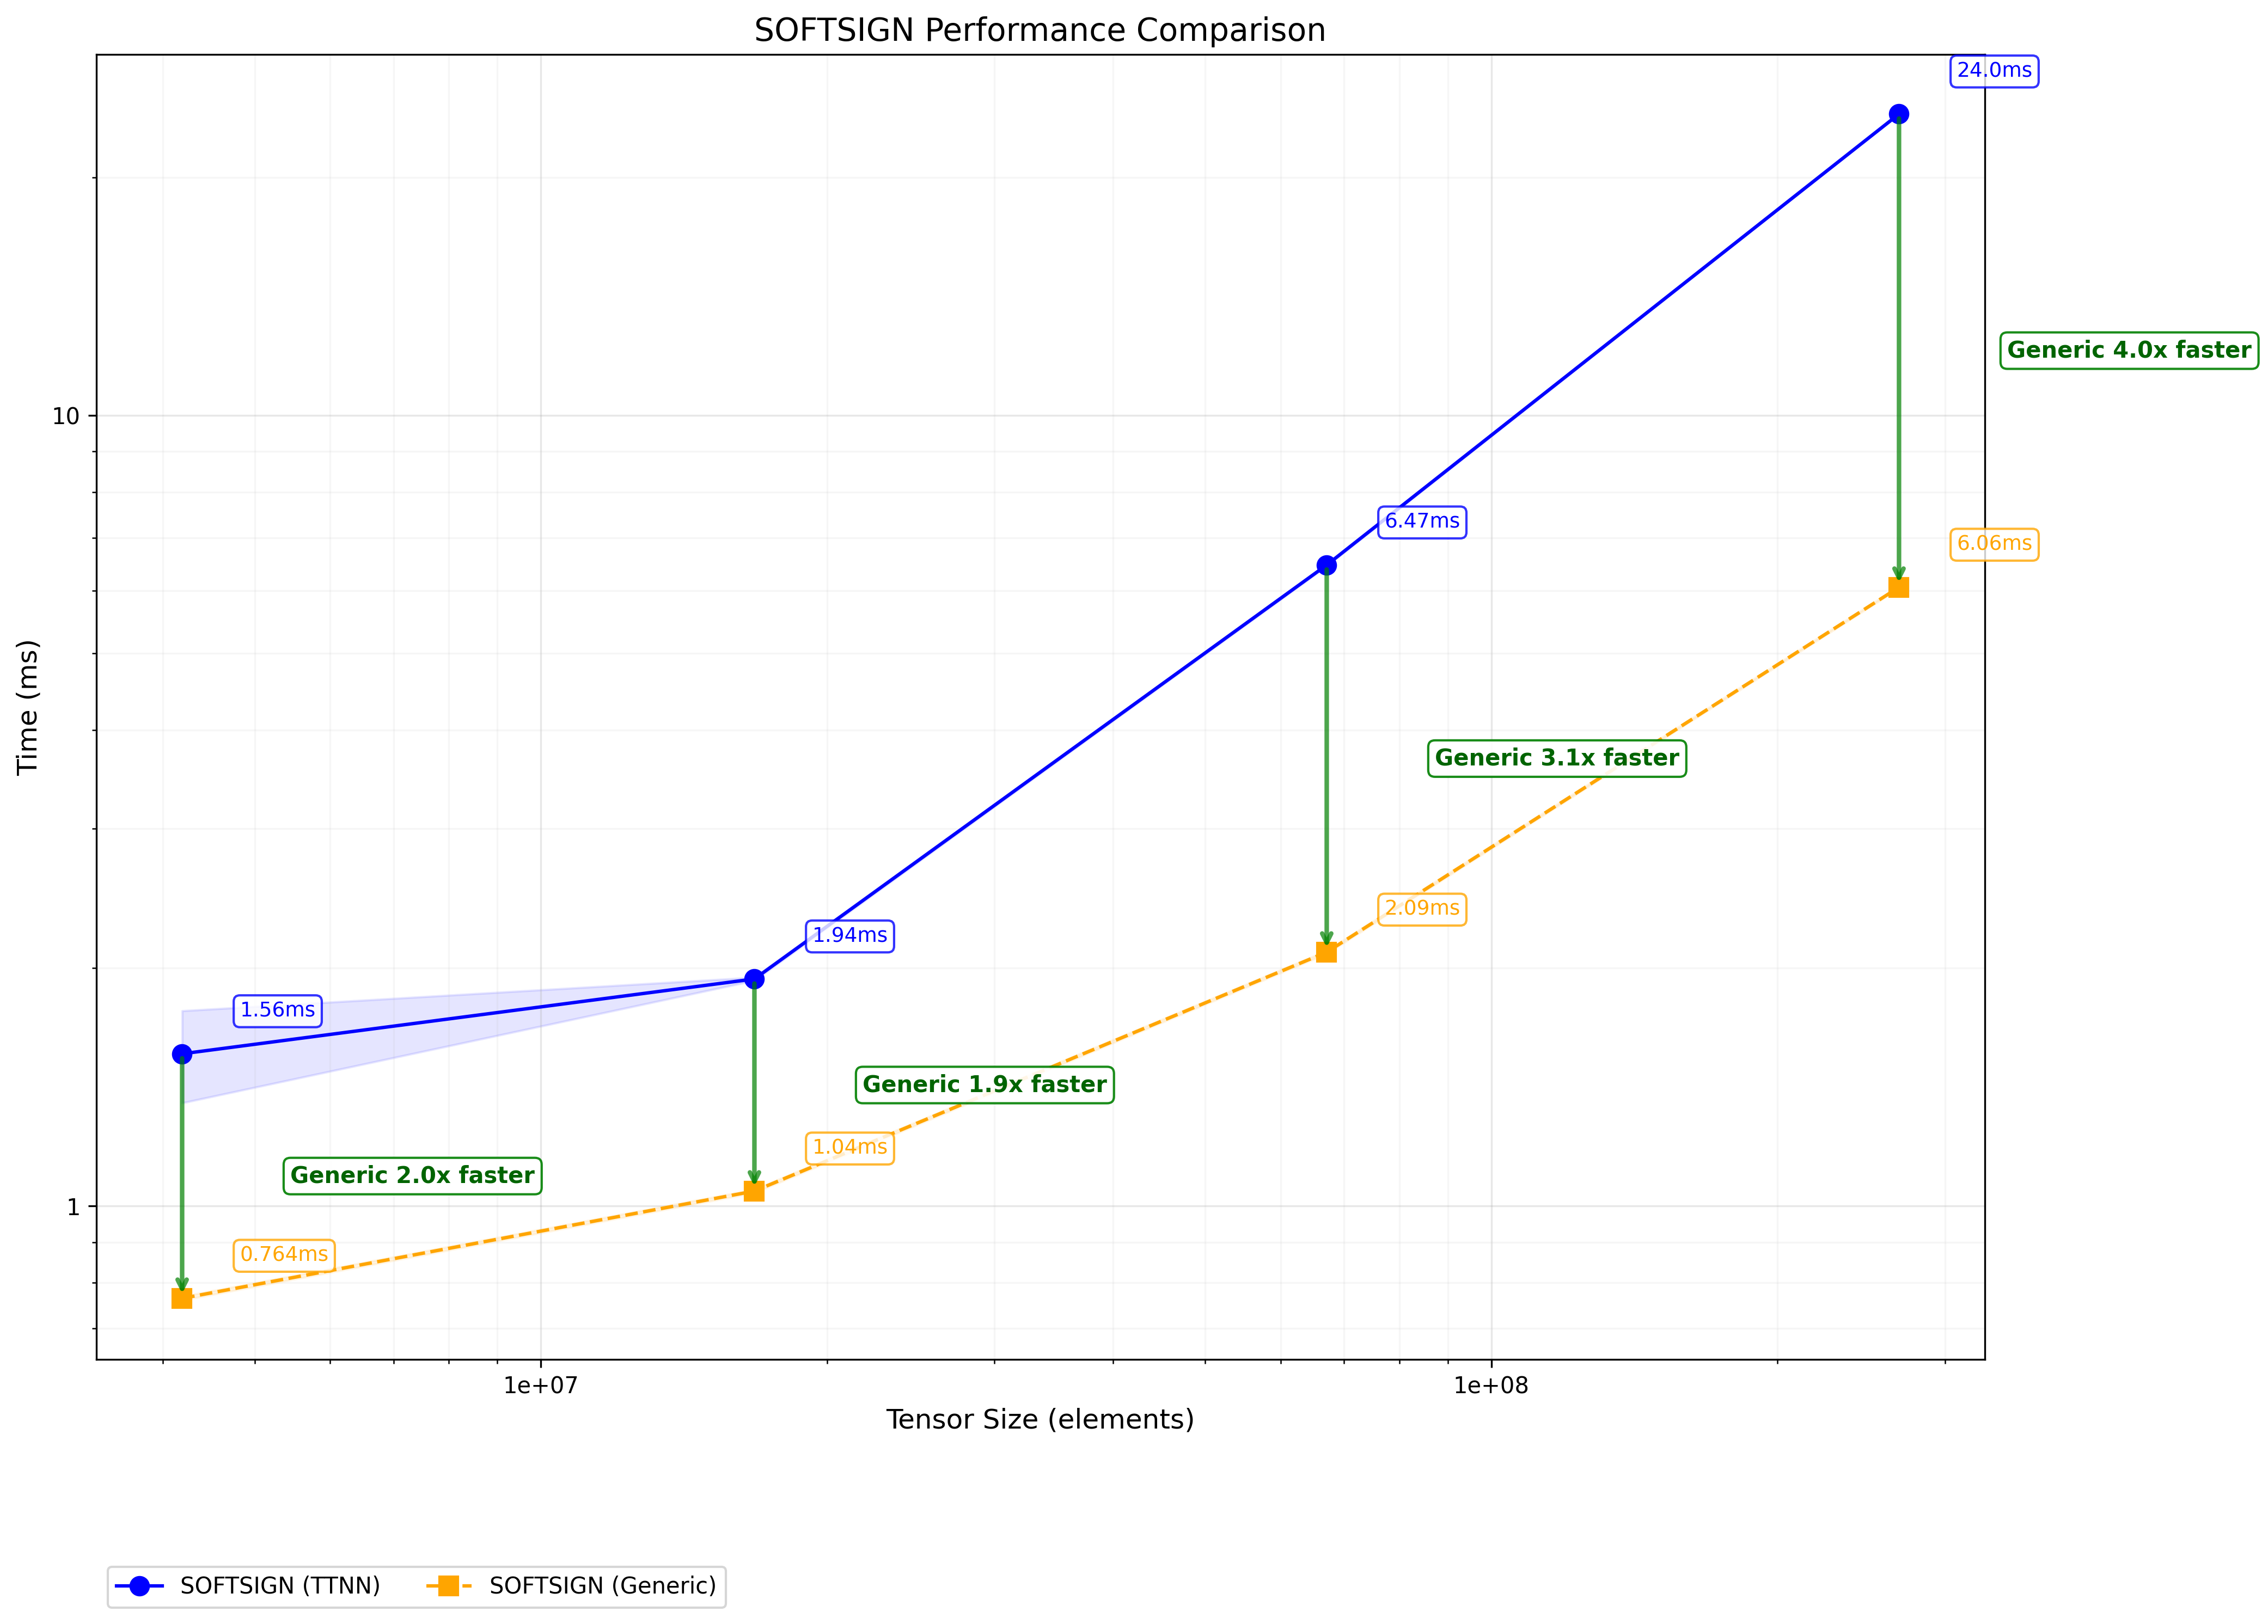 SOFTSIGN Performance Comparison
24.0ms
Generic 4.0x faster
10
6.47ms
6.06ms
Time (ms)
Generic 3.1x faster
2.09ms
1.94ms
1.56ms
Generic 1.9x faster
1.04ms
Generic 2.0x faster
1
0.764ms
1e+07
1e+08
Tensor Size (elements)
SOFTSIGN (TTNN)
SOFTSIGN (Generic)